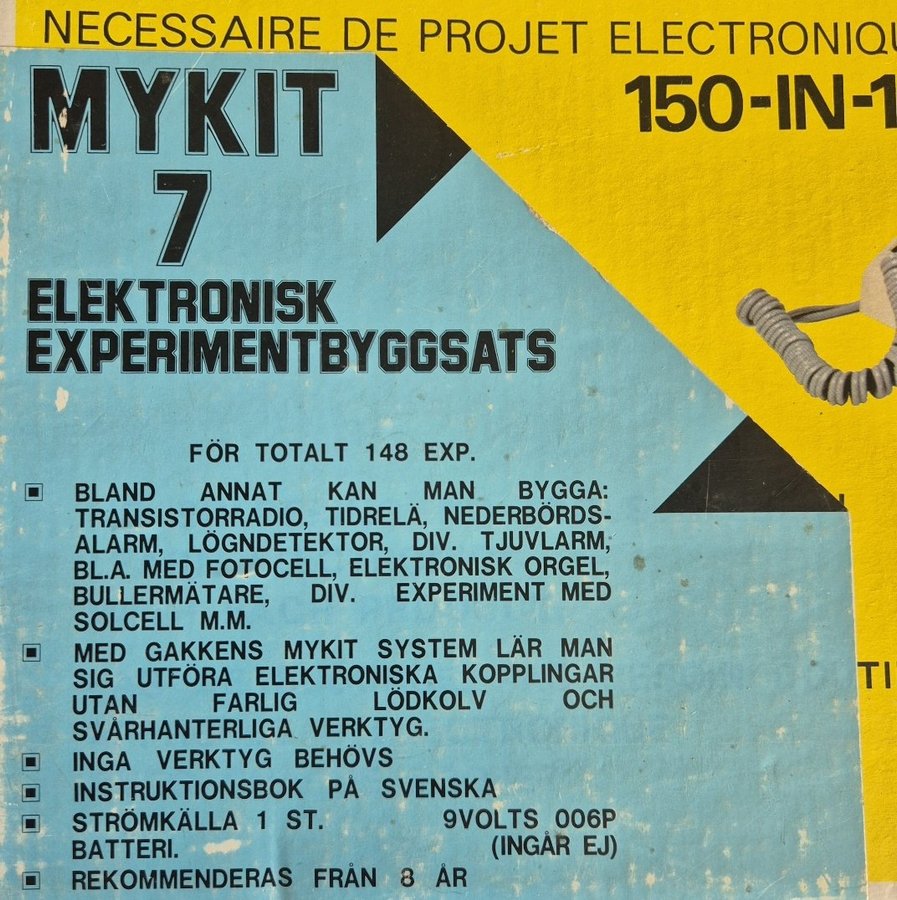 NECESSAIRE DE PROJET
150-IN-1
MYKIT
7
ELEKTRONISK
EXPERIMENTBYGGSATS
FÖR TOTALT 148 EXP.
BLAND ANNAT KAN MAN BYGGA:
TRANSISTORRADIO, TIDRELÄ, NEDERBÖRDS-
ALARM, LÖGNDETEKTOR, DIV. TJUVLARM,
BL.A. MED FOTOCELL, ELEKTRONISK ORGEL,
BULLERMÄTARE, DIV. EXPERIMENT MED
SOLCELL M.M.
MED GAKKENS MYKIT SYSTEM LÄR MAN
SIG UTFÖRA ELEKTRONISKA KOPPLINGAR
UTAN FARLIG LÖDKOLV OCH
SVÅRHANTERLIGA VERKTYG.
INGA VERKTYG BEHÖVS
INSTRUKTIONSBOK PÅ SVENSKA
STRÖMKÄLLA 1 ST. 9VOLTS 006P
BATTERI. (INGÅR EJ)
REKOMMENDERAS FRÅN 8 ÅR